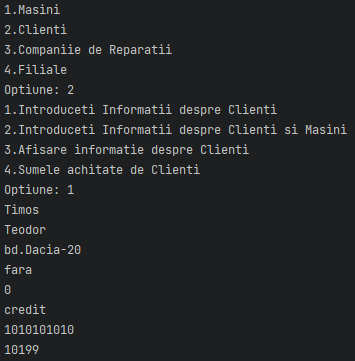 1.Masini
2.Clienti
3.Companiie de Reparatii
4.Filiale
Optiune: 2
1.Introduceti Informatii despre Clienti
2.Introduceti Informatii despre Clienti si Masini
3.Afisare informatie despre Clienti
4.Sumele achitate de Clienti
Optiune: 1
Timos
Teodor
bd.Dacia-20
fara
0
credit
1010101010
10199